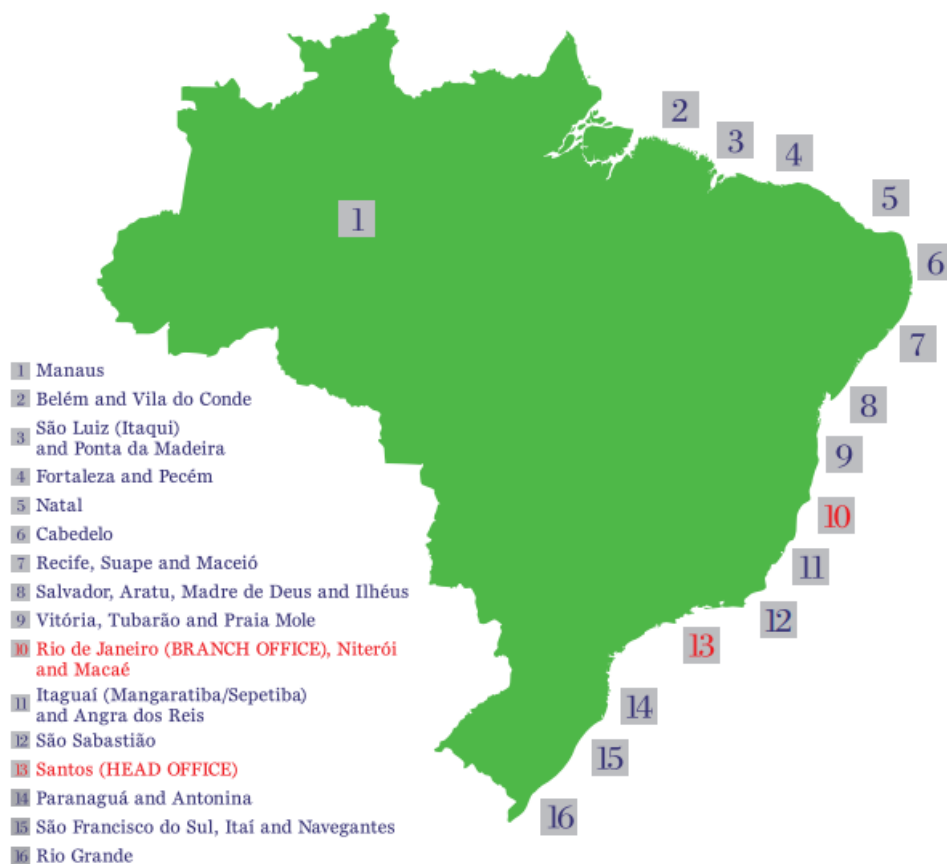 2
3
4
1
5
6
7
8
9
10
11
12
13
14
15
16
1 Manaus
2 Belém and Vila do Conde
3 São Luiz (Itaqui)
and Ponta da Madeira
4 Fortaleza and Pecém
5 Natal
6 Cabedelo
7 Recife, Suape and Maceió
8 Salvador, Aratu, Madre de Deus and Ilhéus
9 Vitória, Tubarão and Praia Mole
10 Rio de Janeiro (BRANCH OFFICE), Niterói
and Macaé
11 Itaguaí (Mangaratiba/Sepetiba)
and Angra dos Reis
12 São Sabastião
13 Santos (HEAD OFFICE)
14 Paranaguá and Antonina
15 São Francisco do Sul, Itaí and Navegantes
16 Rio Grande